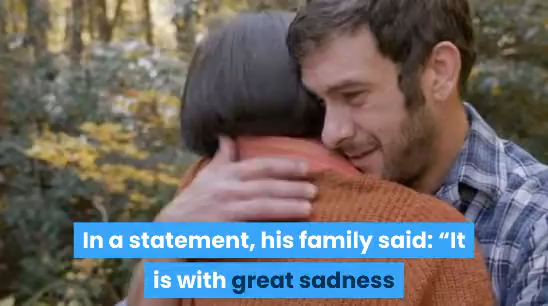 In a statement, his family said: “It
is with great sadness